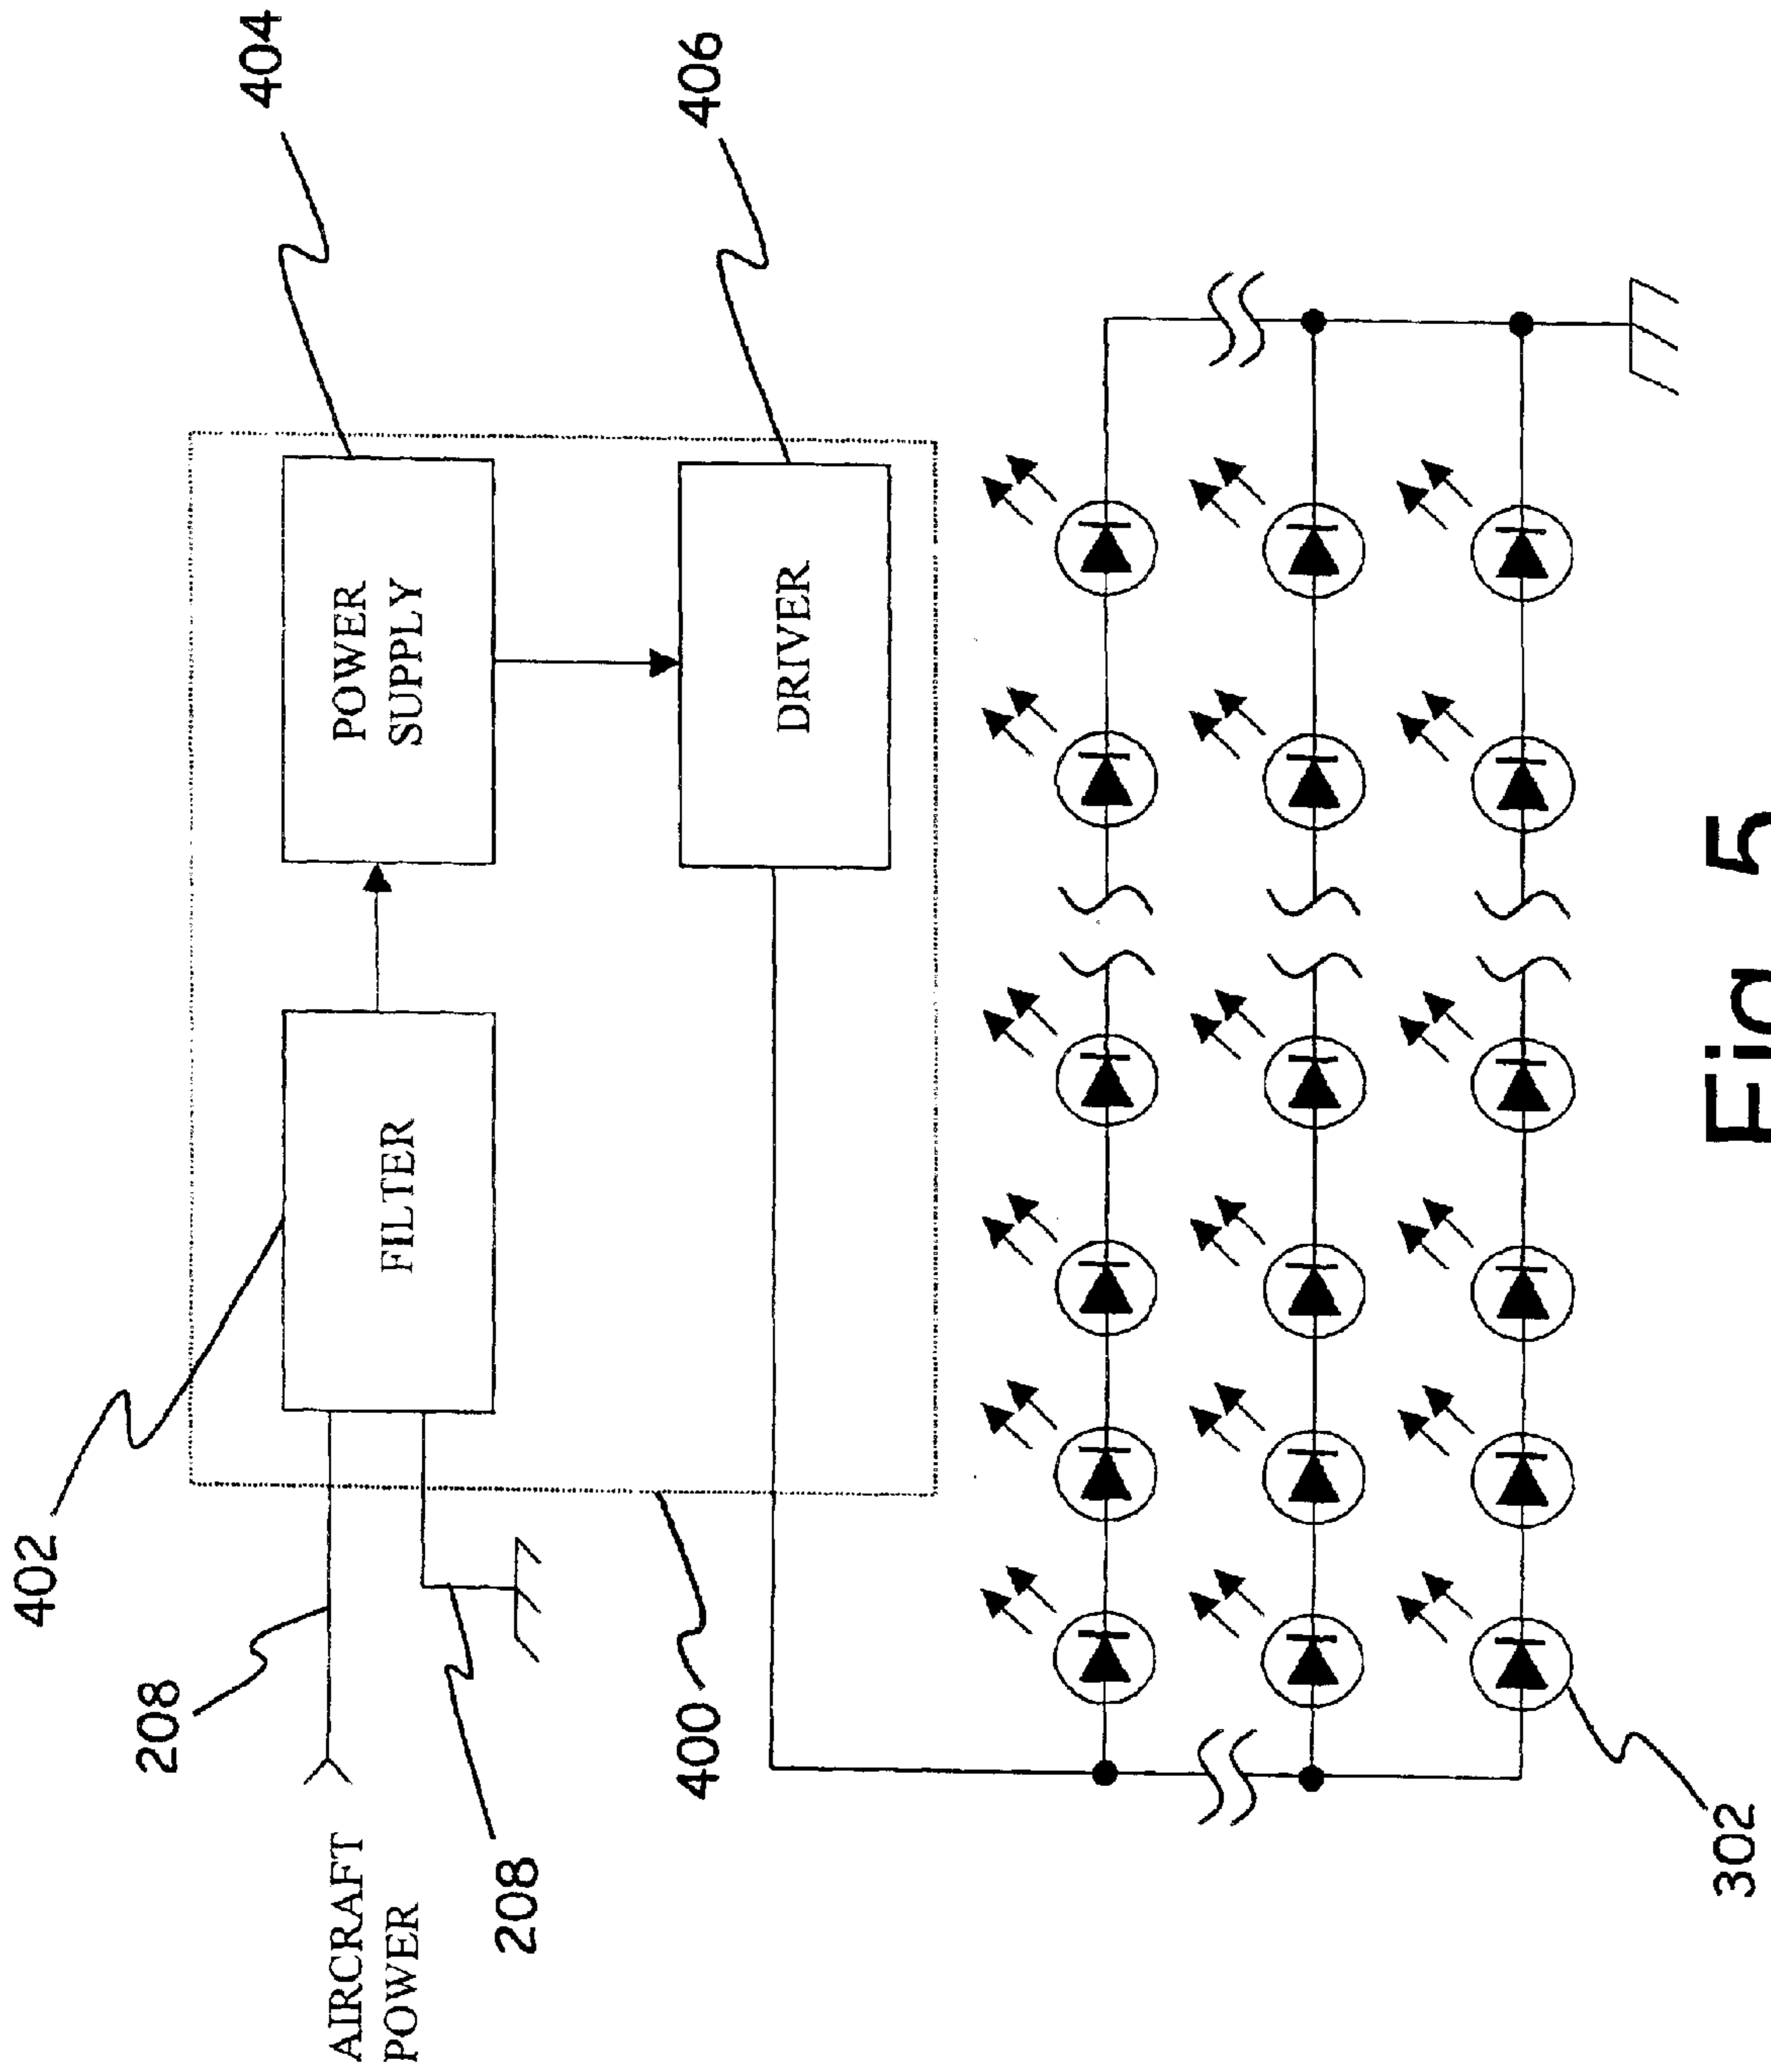 404
406
402
208
AIRCRAFT
POWER
FILTER
POWER
SUPPLY
DRIVER
208
400
302
Fig 5